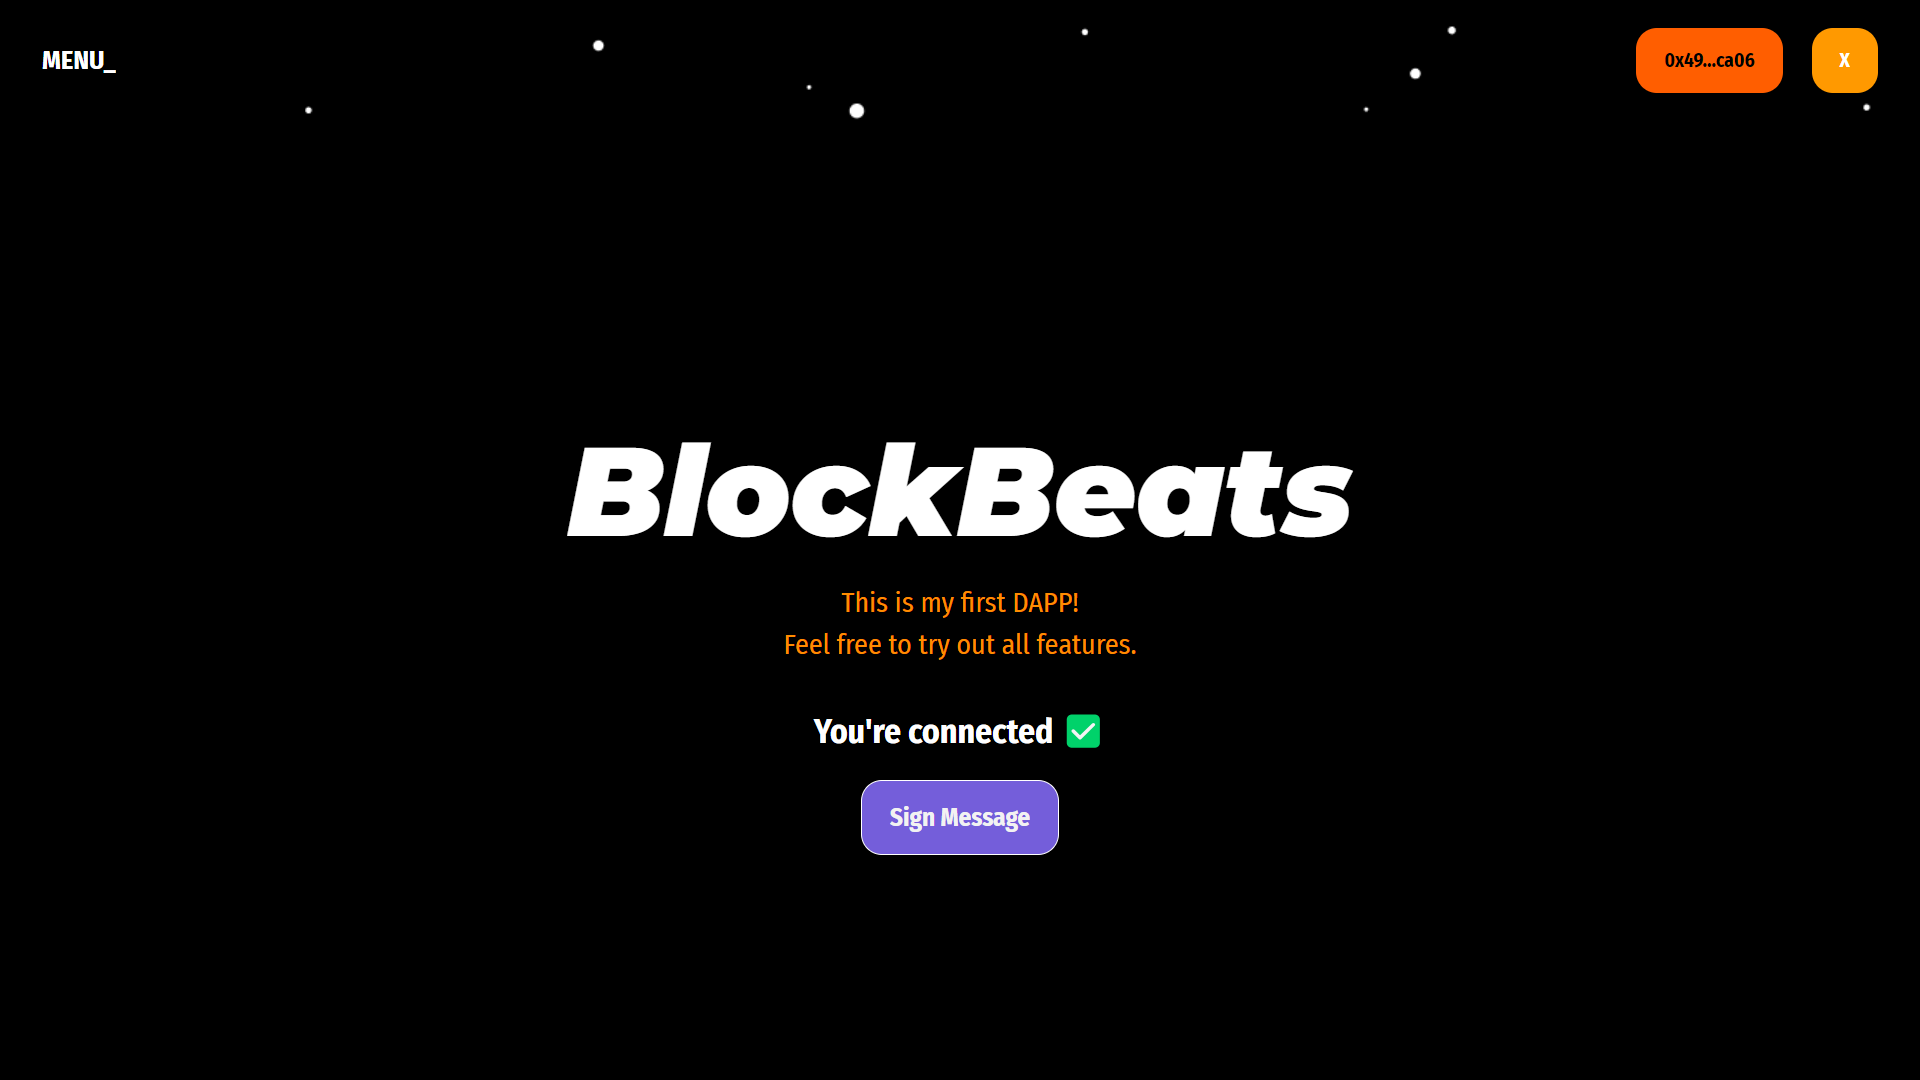 MENU_
0x49...ca06
X
BlockBeats
This is my first DAPP!
Feel free to try out all features.
You're connected ✅
Sign Message